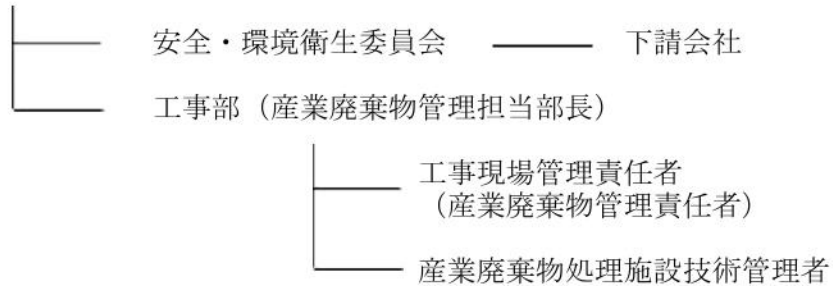 安全・環境衛生委員会 下請会社
工事部（産業廃棄物管理担当部長）
工事現場管理責任者
（産業廃棄物管理責任者）
産業廃棄物処理施設技術管理者